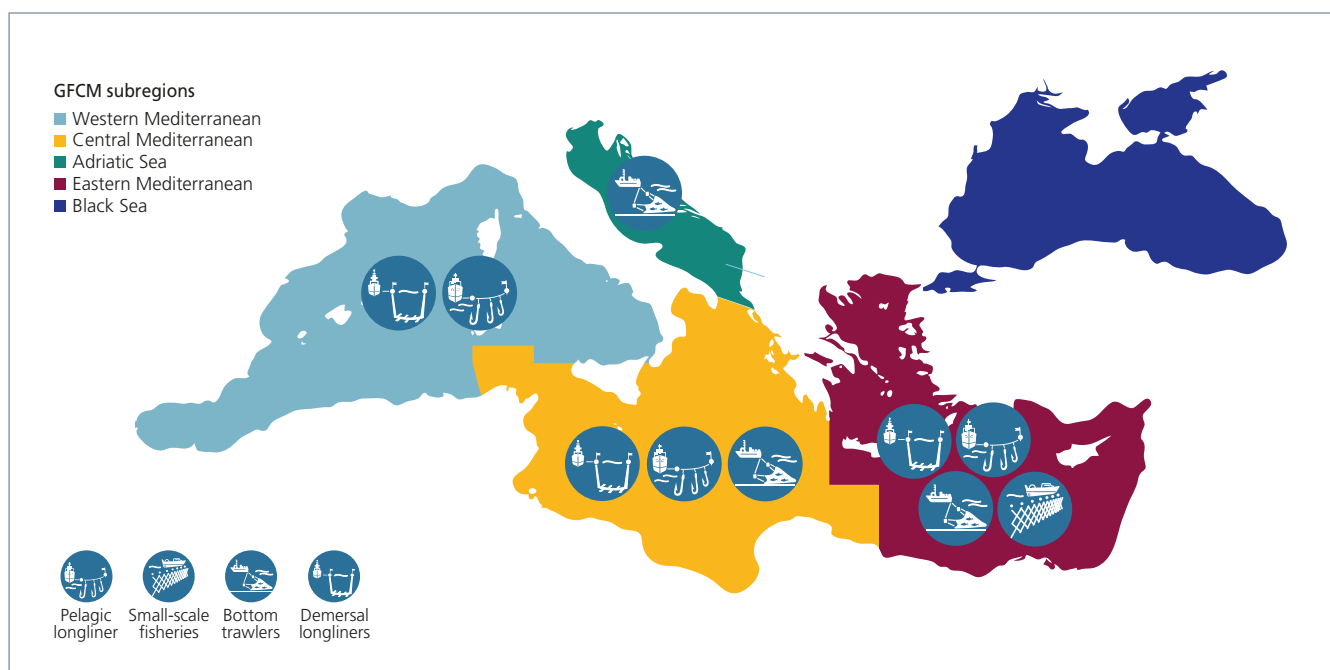 GFCM subregions
Western Mediterranean
Central Mediterranean
Adriatic Sea
Eastern Mediterranean
Black Sea
Pelagic
longliner
Small-scale
fisheries
Bottom
trawlers
Demersal
longliners